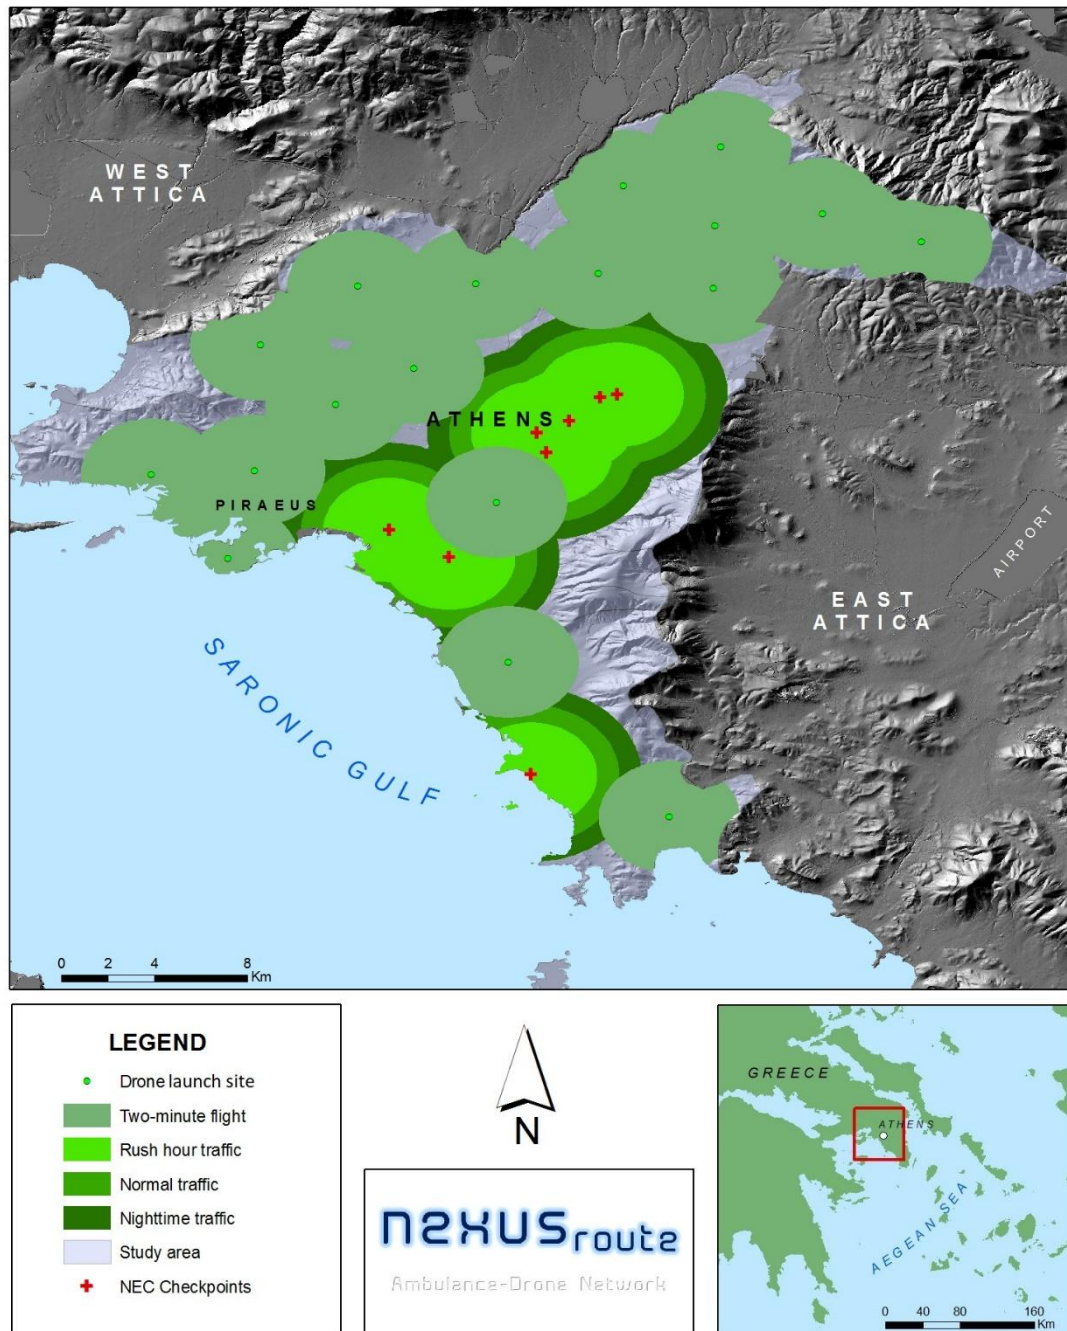 WEST
ATTICA
ATHENS
PIRAEUS
AIRPORT
EAST
ATTICA
SARONIC GULF
0 2 4 8
Km
LEGEND
Drone launch site
Two-minute flight
Rush hour traffic
Normal traffic
Nighttime traffic
Study area
NEC Checkpoints
N
nexus route
Ambulance-Drone Network
GREECE
ATHENS
AEGEAN SEA
0 40 80 160
Km